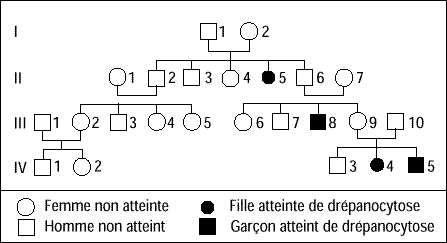 I 1 2
II 1 2 3 4 5 6 7
III 1 2 3 4 5 6 7 8 9 10
IV 1 2 3 4 5
Femme non atteinte Fille atteinte de drépanocytose
Homme non atteint Garçon atteint de drépanocytose